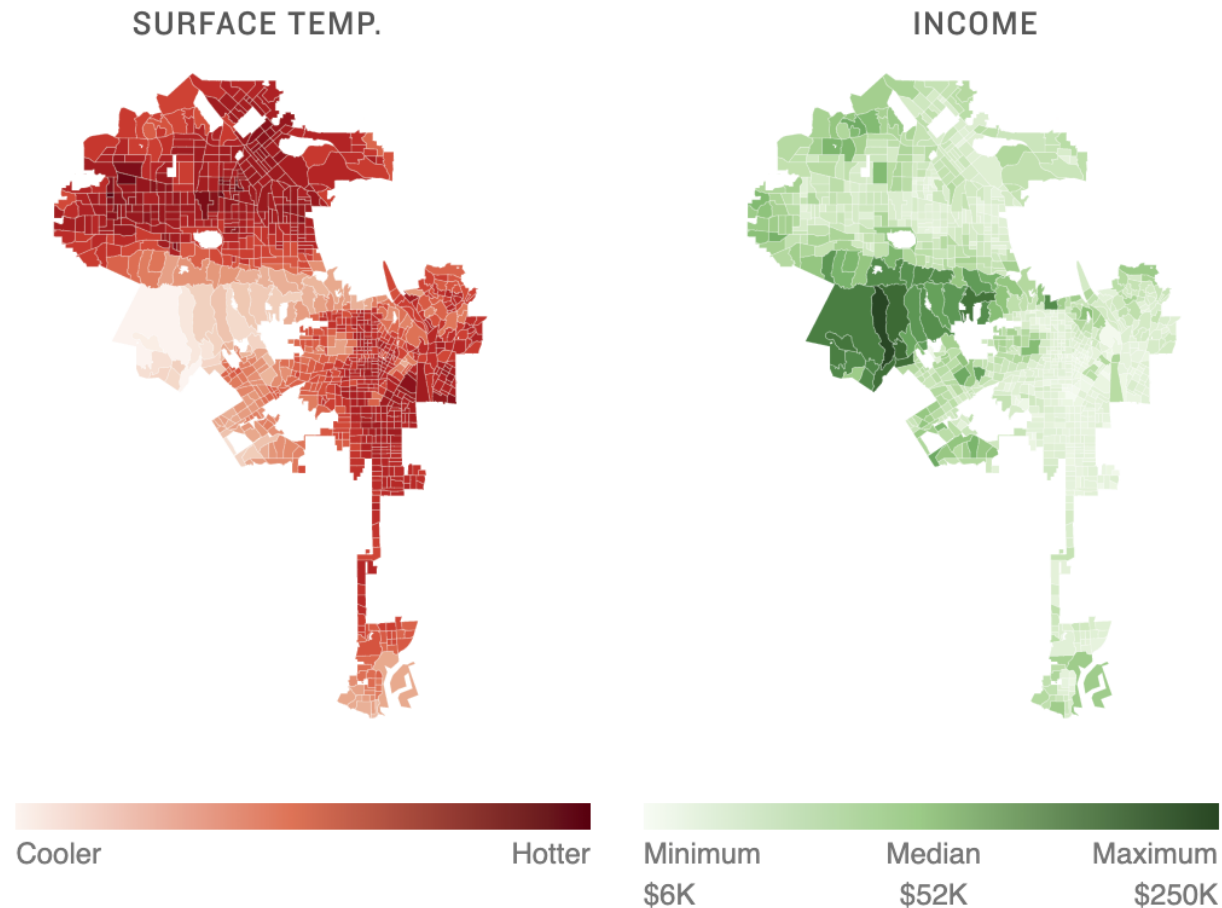 SURFACE TEMP.
INCOME
Cooler
Hotter
Minimum
Median
Maximum
$6K
$52K
$250K